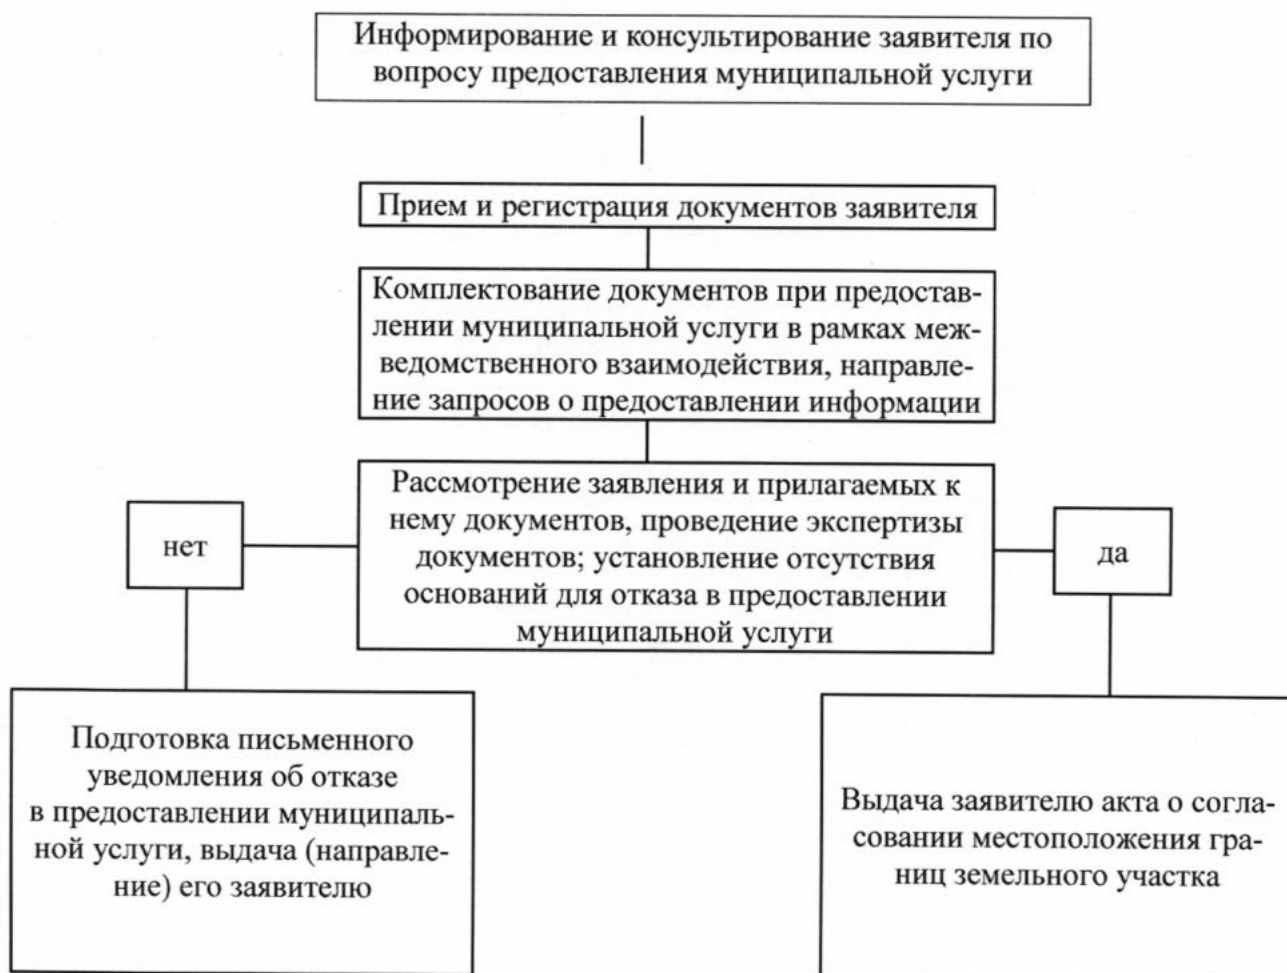 Информирование и консультирование заявителя по
вопросу предоставления муниципальной услуги
Прием и регистрация документов заявителя
Комплектование документов при предостав-
лении муниципальной услуги в рамках меж-
ведомственного взаимодействия, направле-
ние запросов о предоставлении информации
Рассмотрение заявления и прилагаемых к
нему документов, проведение экспертизы
документов; установление отсутствия
оснований для отказа в предоставлении
муниципальной услуги
нет
да
Подготовка письменного
уведомления об отказе
в предоставлении муниципаль-
ной услуги, выдача (направле-
ние) его заявителю
Выдача заявителю акта о согла-
совании местоположения гра-
ниц земельного участка